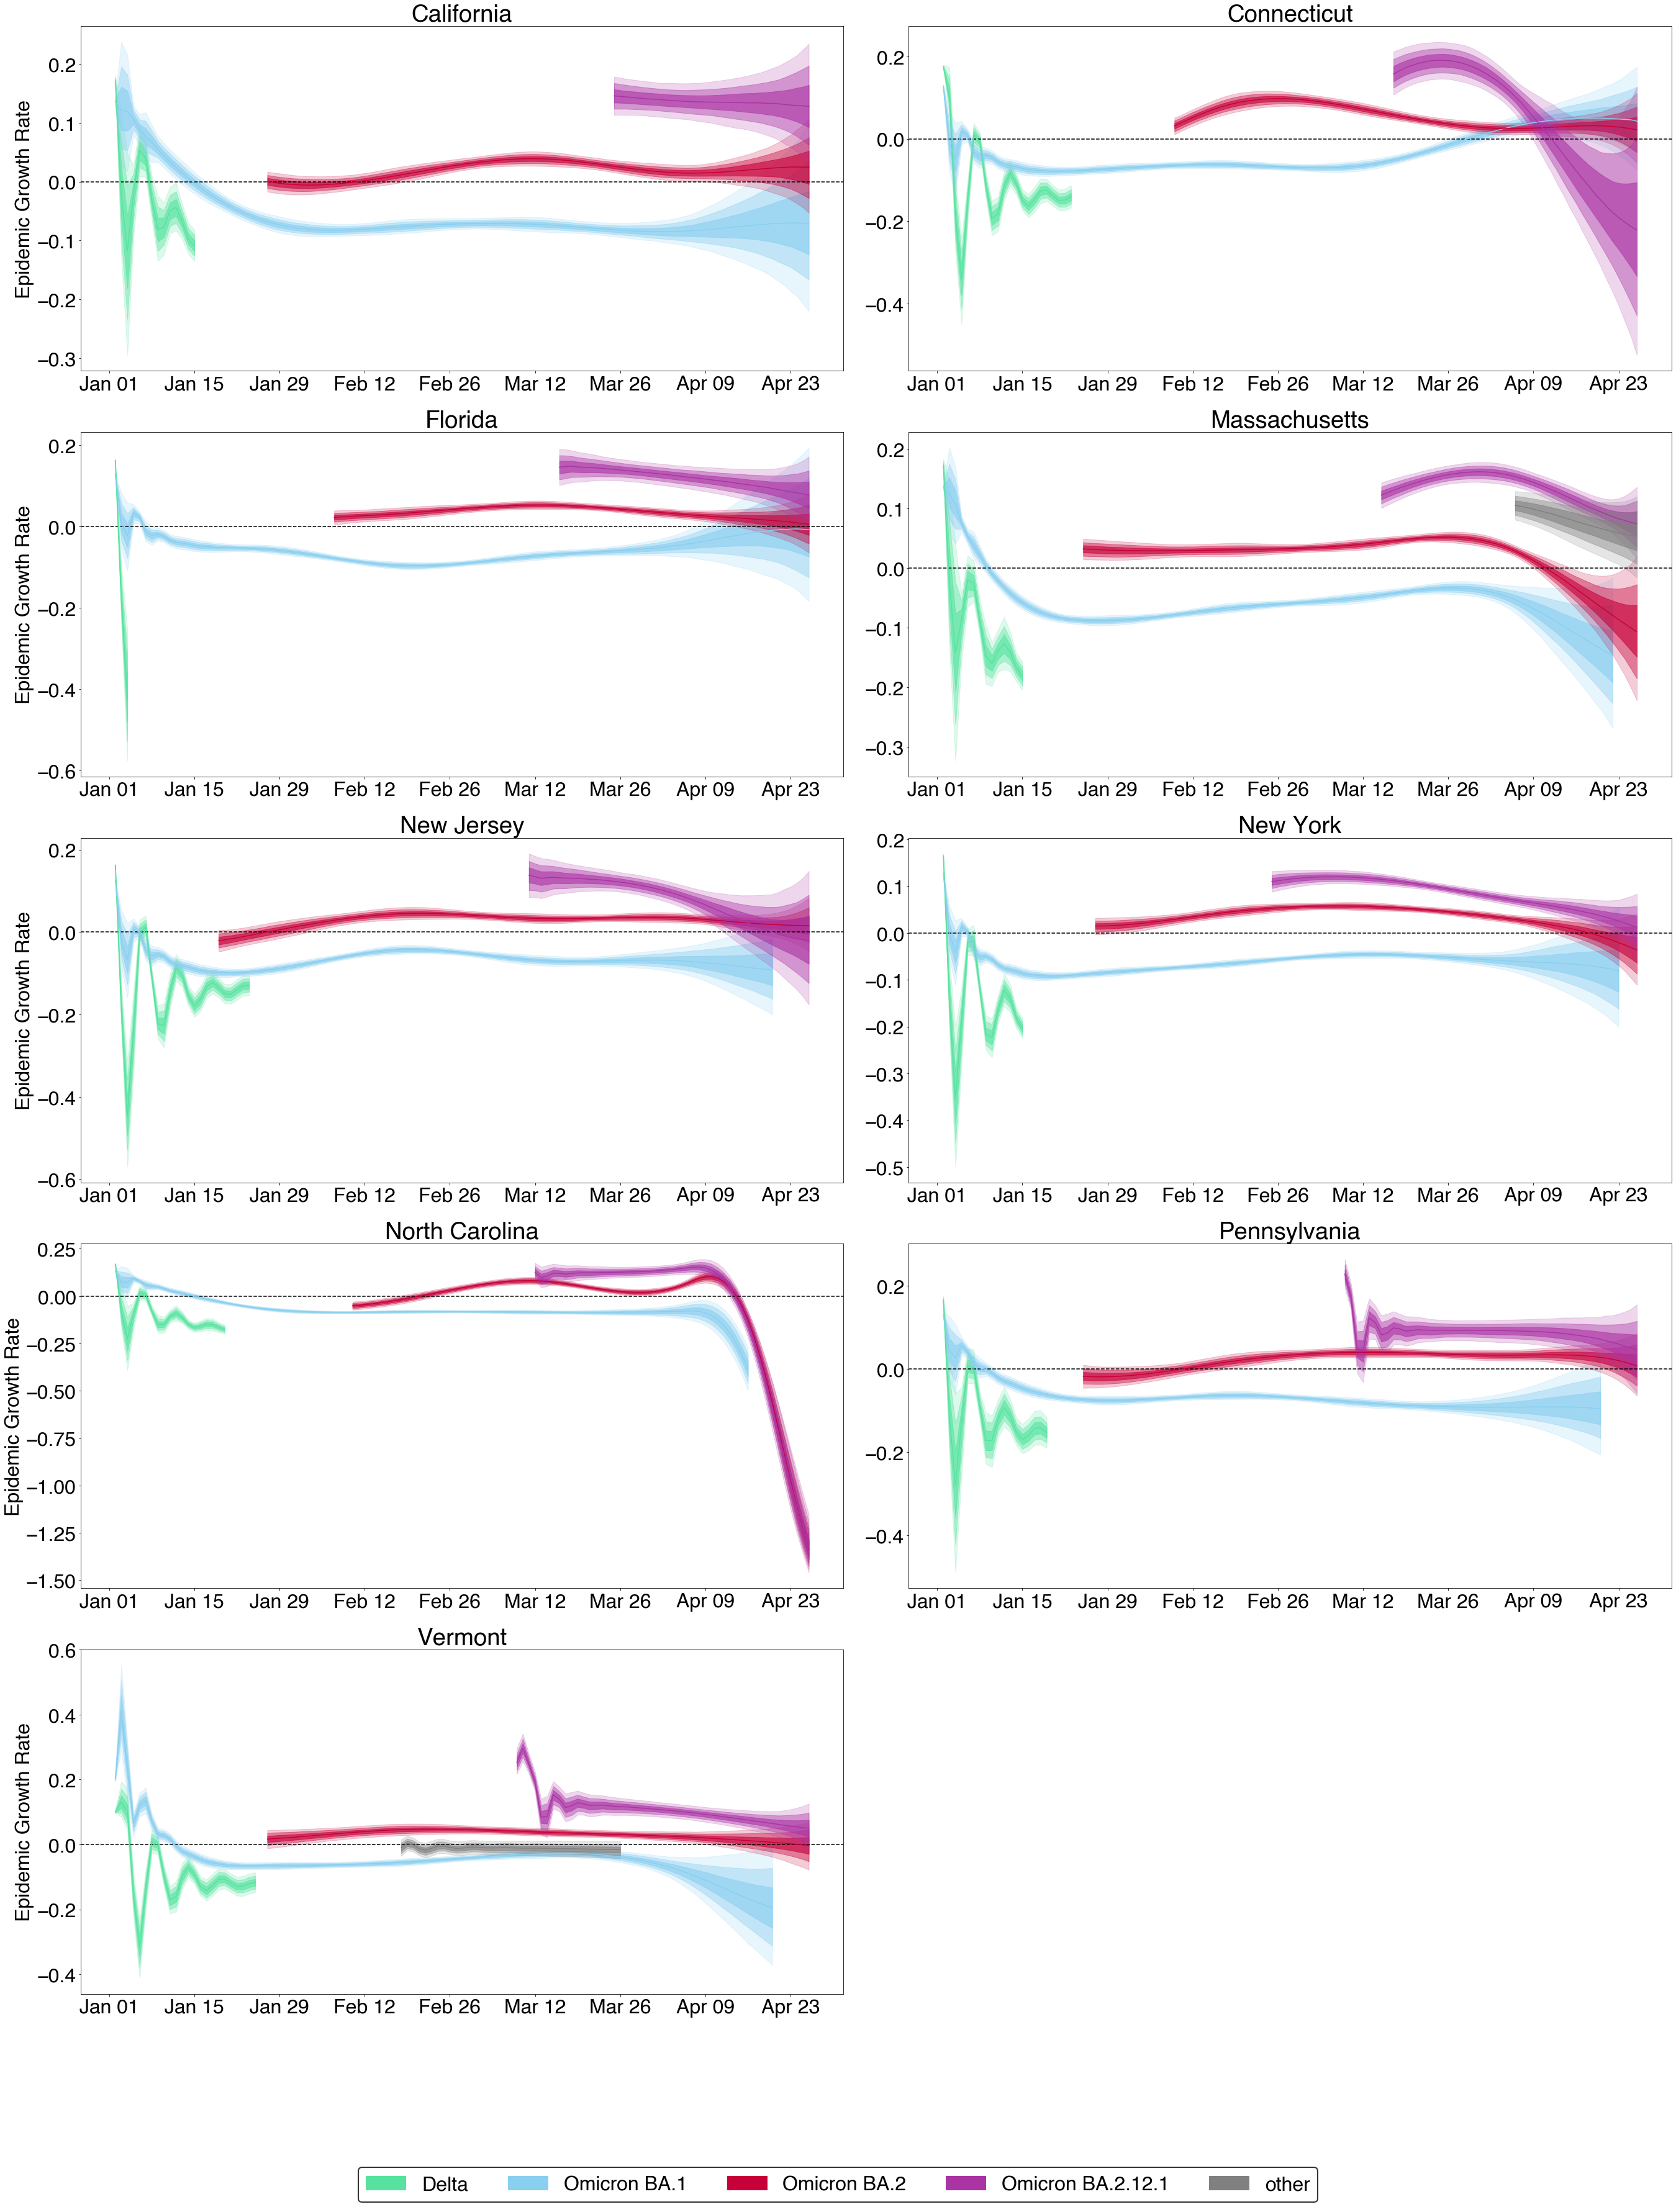 California
Epidemic Growth Rate
0.2
0.1
0.0
−0.1
−0.2
−0.3
Jan 01 Jan 15 Jan 29 Feb 12 Feb 26 Mar 12 Mar 26 Apr 09 Apr 23
Connecticut
0.2
0.0
−0.2
−0.4
Jan 01 Jan 15 Jan 29 Feb 12 Feb 26 Mar 12 Mar 26 Apr 09 Apr 23
Florida
Epidemic Growth Rate
0.2
0.0
−0.2
−0.4
−0.6
Jan 01 Jan 15 Jan 29 Feb 12 Feb 26 Mar 12 Mar 26 Apr 09 Apr 23
Massachusetts
0.2
0.1
0.0
−0.1
−0.2
−0.3
Jan 01 Jan 15 Jan 29 Feb 12 Feb 26 Mar 12 Mar 26 Apr 09 Apr 23
New Jersey
Epidemic Growth Rate
0.2
0.0
−0.2
−0.4
−0.6
Jan 01 Jan 15 Jan 29 Feb 12 Feb 26 Mar 12 Mar 26 Apr 09 Apr 23
New York
0.2
0.1
0.0
−0.1
−0.2
−0.3
−0.4
−0.5
Jan 01 Jan 15 Jan 29 Feb 12 Feb 26 Mar 12 Mar 26 Apr 09 Apr 23
North Carolina
Epidemic Growth Rate
0.25
0.00
−0.25
−0.50
−0.75
−1.00
−1.25
−1.50
Jan 01 Jan 15 Jan 29 Feb 12 Feb 26 Mar 12 Mar 26 Apr 09 Apr 23
Pennsylvania
0.2
0.0
−0.2
−0.4
Jan 01 Jan 15 Jan 29 Feb 12 Feb 26 Mar 12 Mar 26 Apr 09 Apr 23
Vermont
Epidemic Growth Rate
0.6
0.4
0.2
0.0
−0.2
−0.4
Jan 01 Jan 15 Jan 29 Feb 12 Feb 26 Mar 12 Mar 26 Apr 09 Apr 23
Delta Omicron BA.1 Omicron BA.2 Omicron BA.2.12.1 other